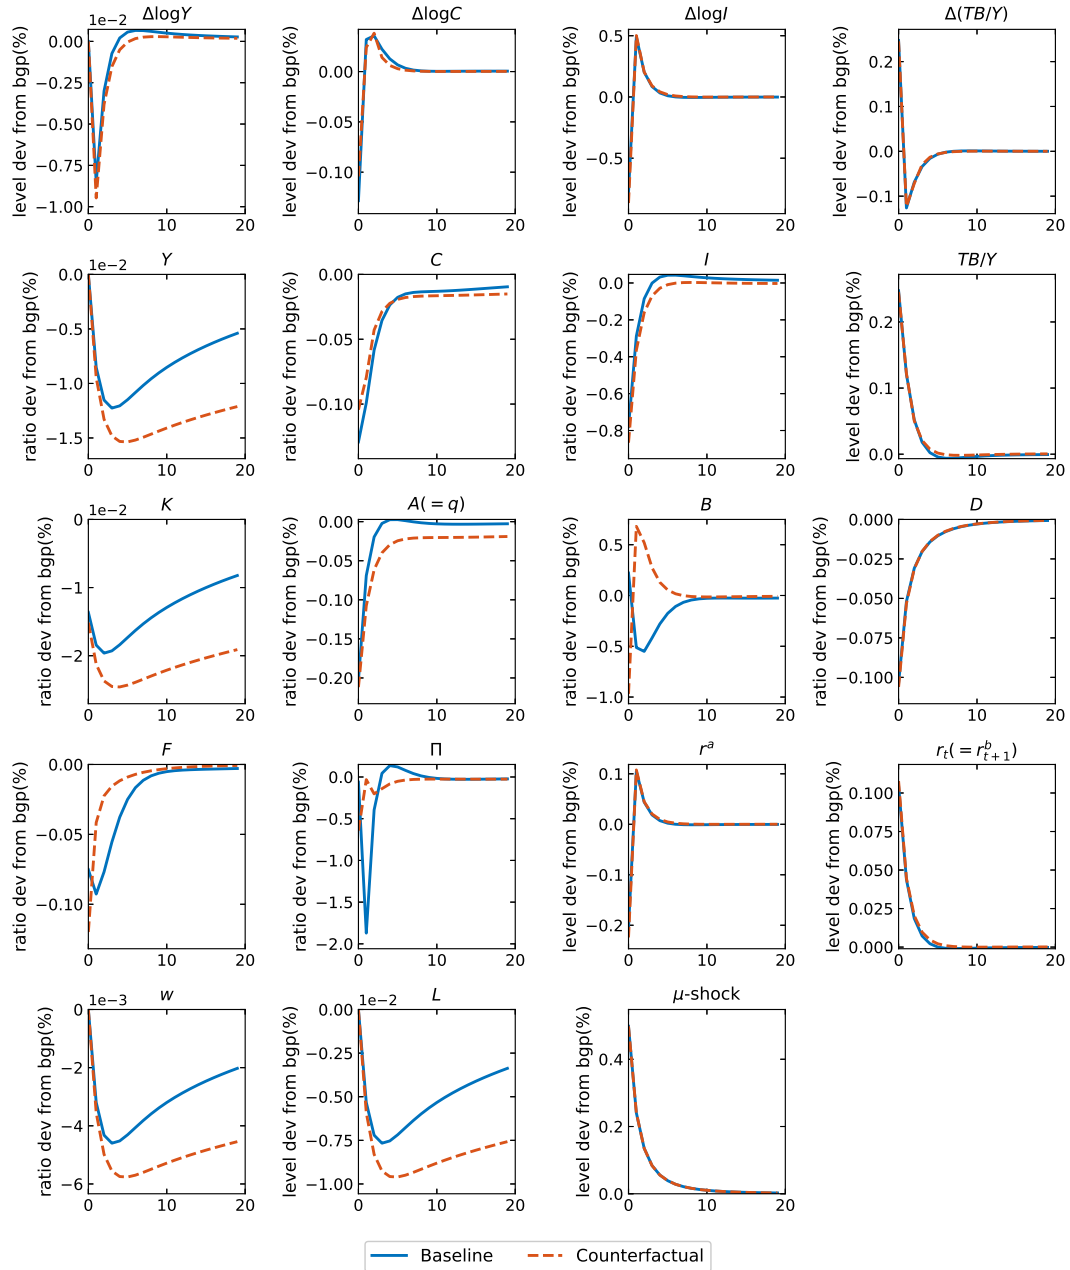 ΔlogY ΔlogC ΔlogI Δ(TB/Y)
1e−2
level dev from bgp(%) level dev from bgp(%) level dev from bgp(%) level dev from bgp(%)
0.00 −0.25 −0.50 −0.75 −1.00
0.00 −0.05 −0.10
0.5 0.0 −0.5
0.2 0.1 0.0 −0.1
0 10 20 0 10 20 0 10 20 0 10 20
Y C I TB/Y
1e−2
ratio dev from bgp(%) ratio dev from bgp(%) ratio dev from bgp(%) level dev from bgp(%)
0.0 −0.5 −1.0 −1.5
0.00 −0.05 −0.10
0.0 −0.2 −0.4 −0.6 −0.8
0.2 0.1 0.0
0 10 20 0 10 20 0 10 20 0 10 20
K A(=q) B D
1e−2
ratio dev from bgp(%) ratio dev from bgp(%) ratio dev from bgp(%) ratio dev from bgp(%)
0 −1 −2
0.00 −0.05 −0.10 −0.15 −0.20
0.5 0.0 −0.5 −1.0
0.000 −0.025 −0.050 −0.075 −0.100
0 10 20 0 10 20 0 10 20 0 10 20
F Π r^a r_t(=r^b_{t+1})
ratio dev from bgp(%) ratio dev from bgp(%) level dev from bgp(%) level dev from bgp(%)
0.00 −0.05 −0.10
0.0 −0.5 −1.0 −1.5 −2.0
0.1 0.0 −0.1 −0.2
0.100 0.075 0.050 0.025 0.000
0 10 20 0 10 20 0 10 20 0 10 20
w L μ-shock
1e−3 1e−2
ratio dev from bgp(%) level dev from bgp(%) level dev from bgp(%)
0 −2 −4 −6
0.00 −0.25 −0.50 −0.75 −1.00
0.4 0.2 0.0
0 10 20 0 10 20 0 10 20
Baseline Counterfactual